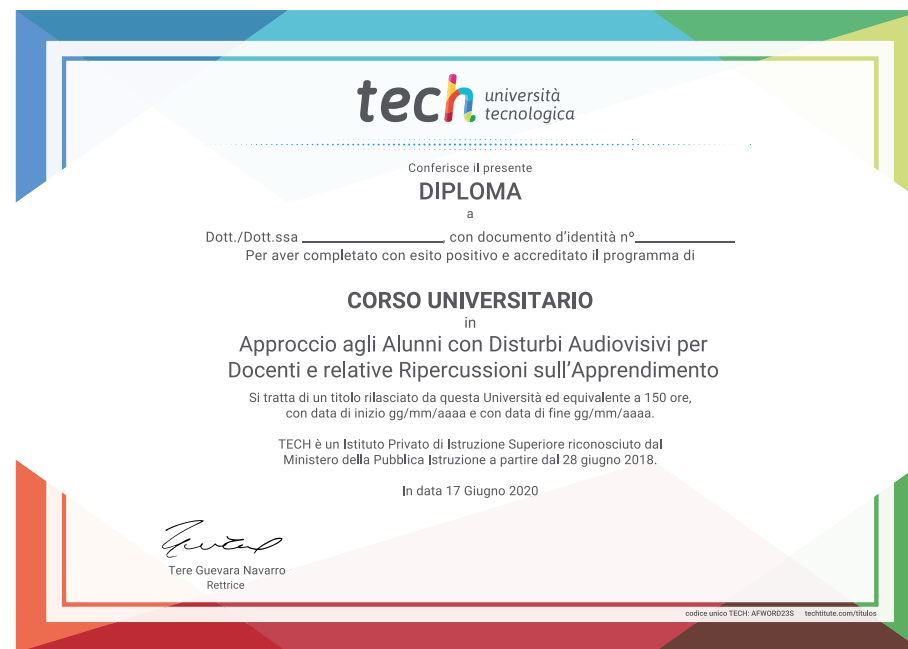 tech università
tecnologica
Conferisce il presente
DIPLOMA
a
Dott./Dott.ssa ____________________, con documento d'identità nº______________
Per aver completato con esito positivo e accreditato il programma di
CORSO UNIVERSITARIO
in
Approccio agli Alunni con Disturbi Audiovisivi per
Docenti e relative Ripercussioni sull'Apprendimento
Si tratta di un titolo rilasciato da questa Università ed equivalente a 150 ore,
con data di inizio gg/mm/aaaa e con data di fine gg/mm/aaaa.
TECH è un Istituto Privato di Istruzione Superiore riconosciuto dal
Ministero della Pubblica Istruzione a partire dal 28 giugno 2018.
In data 17 Giugno 2020
Tere Guevara Navarro
Rettrice
codice unico TECH: AFWORD23S techtitute.com/titulos